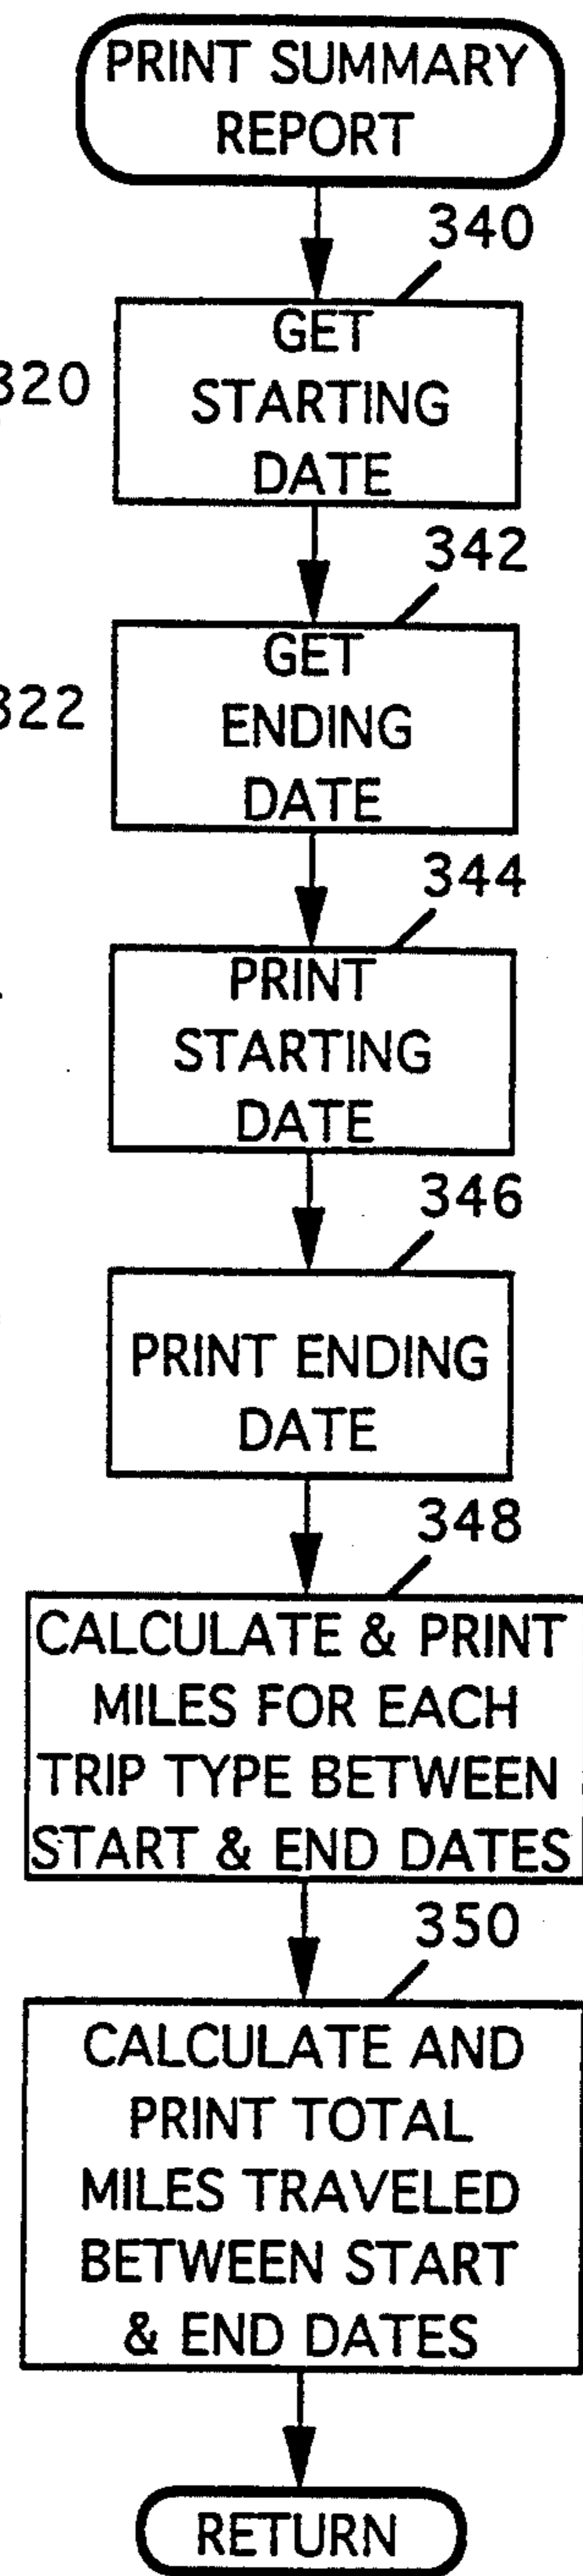 PRINT SUMMARY
REPORT
340
GET
STARTING
DATE
320
342
GET
ENDING
DATE
322
344
PRINT
STARTING
DATE
346
PRINT ENDING
DATE
348
CALCULATE & PRINT
MILES FOR EACH
TRIP TYPE BETWEEN
START & END DATES
350
CALCULATE AND
PRINT TOTAL
MILES TRAVELED
BETWEEN START
& END DATES
RETURN